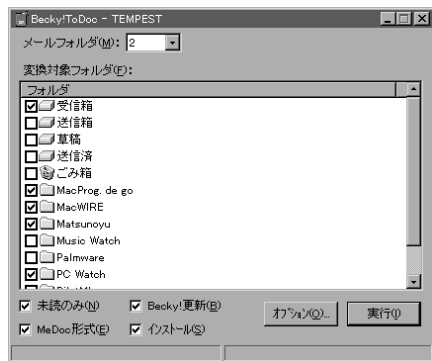 Becky!ToDoc - TEMPEST
メールフォルダ(M): 2
変換対象フォルダ(F):
フォルダ
受信箱
送信箱
草稿
送信済
ごみ箱
MacProg. de go
MacWIRE
Matsunoyu
Music Watch
Palmware
PC Watch
未読のみ(N) Becky!更新(B) オプション(O)... 実行(I)
MeDoc形式(E) インストール(S)